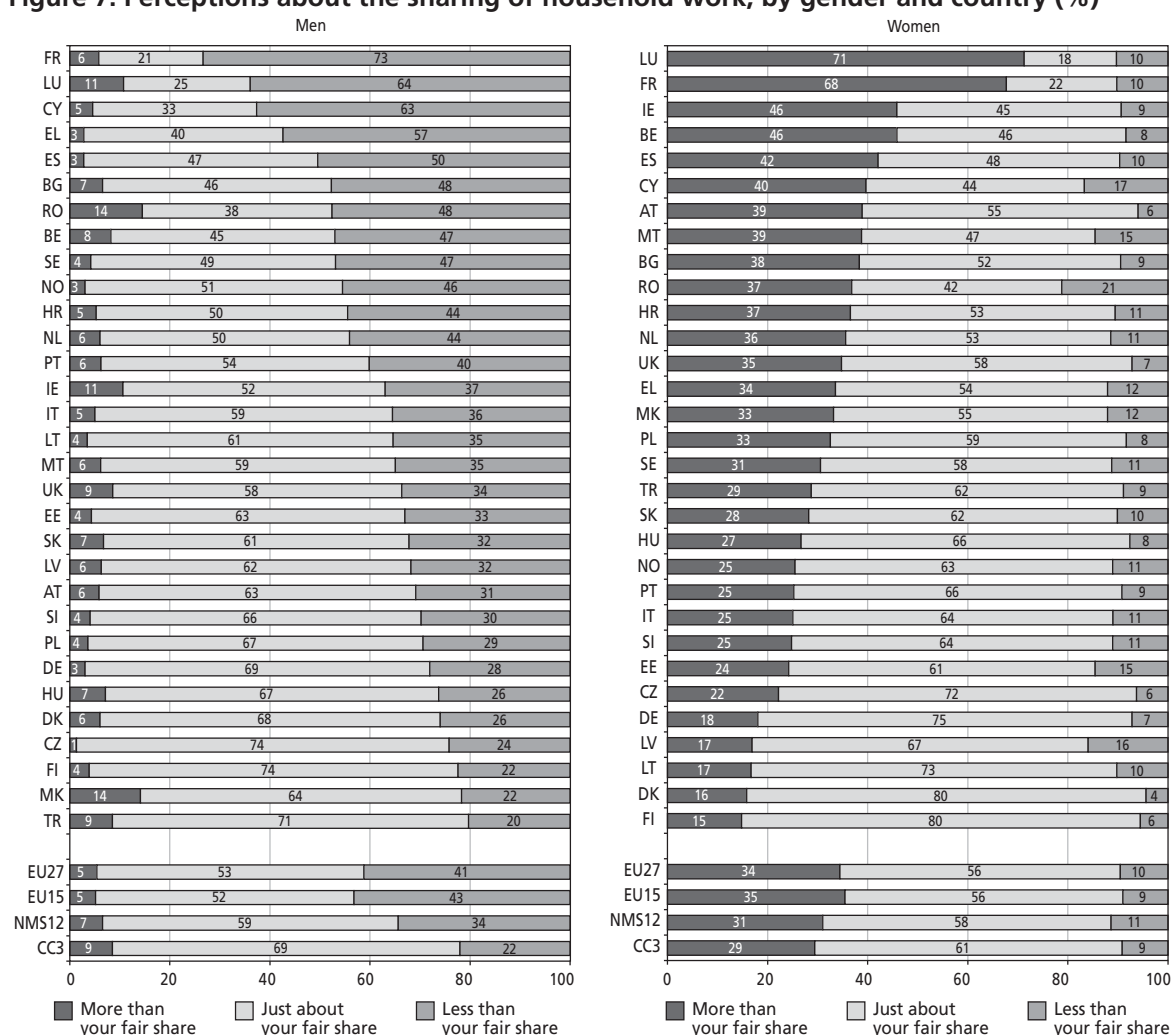 Figure 7: Perceptions about the sharing of household work, by gender and country (%)
Men
FR 6 21 73
LU 11 25 64
CY 5 33 63
EL 3 40 57
ES 3 47 50
BG 7 46 48
RO 14 38 48
BE 8 45 47
SE 4 49 47
NO 3 51 46
HR 5 50 44
NL 6 50 44
PT 6 54 40
IE 11 52 37
IT 5 59 36
LT 4 61 35
MT 6 59 35
UK 9 58 34
EE 4 63 33
SK 7 61 32
LV 6 62 32
AT 6 63 31
SI 4 66 30
PL 4 67 29
DE 3 69 28
HU 7 67 26
DK 6 68 26
CZ 1 74 24
FI 4 74 22
MK 14 64 22
TR 9 71 20
EU27 5 53 41
EU15 5 52 43
NMS12 7 59 34
CC3 9 69 22
0 20 40 60 80 100
More than your fair share
Just about your fair share
Less than your fair share
Women
LU 71 18 10
FR 68 22 10
IE 46 45 9
BE 46 46 8
ES 42 48 10
CY 40 44 17
AT 39 55 6
MT 39 47 15
BG 38 52 9
RO 37 42 21
HR 37 53 11
NL 36 53 11
UK 35 58 7
EL 34 54 12
MK 33 55 12
PL 33 59 8
SE 31 58 11
TR 29 62 9
SK 28 62 10
HU 27 66 8
NO 25 63 11
PT 25 66 9
IT 25 64 11
SI 25 64 11
EE 24 61 15
CZ 22 72 6
DE 18 75 7
LV 17 67 16
LT 17 73 10
DK 16 80 4
FI 15 80 6
EU27 34 56 10
EU15 35 56 9
NMS12 31 58 11
CC3 29 61 9
0 20 40 60 80 100
More than your fair share
Just about your fair share
Less than your fair share